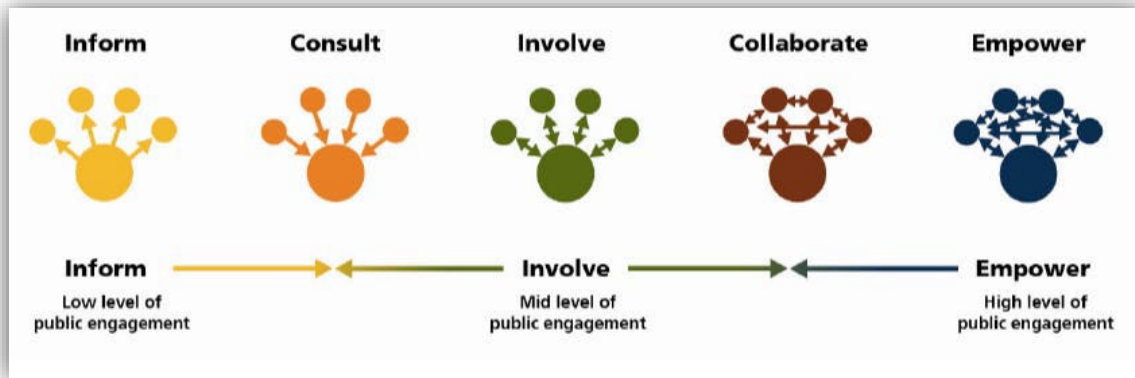 Inform
Consult
Involve
Collaborate
Empower
Inform
Involve
Empower
Low level of
public engagement
Mid level of
public engagement
High level of
public engagement